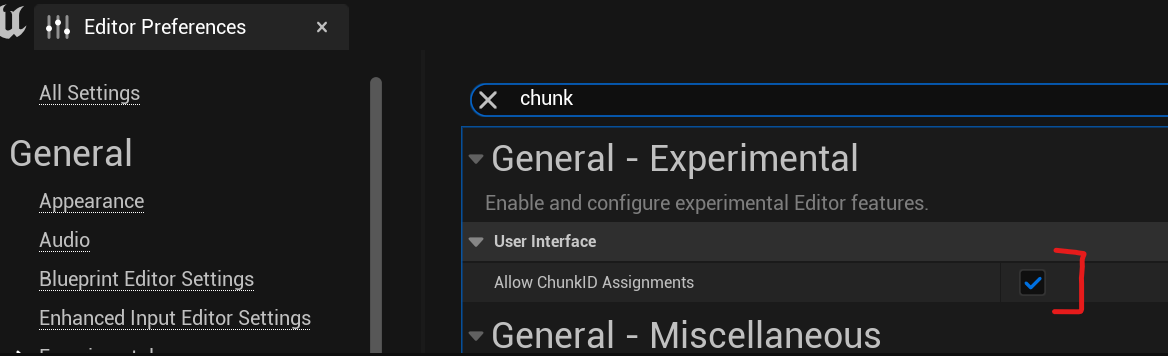 Editor Preferences
All Settings
General
Appearance
Audio
Blueprint Editor Settings
Enhanced Input Editor Settings
chunk
General - Experimental
Enable and configure experimental Editor features.
User Interface
Allow ChunkID Assignments
General - Miscellaneous